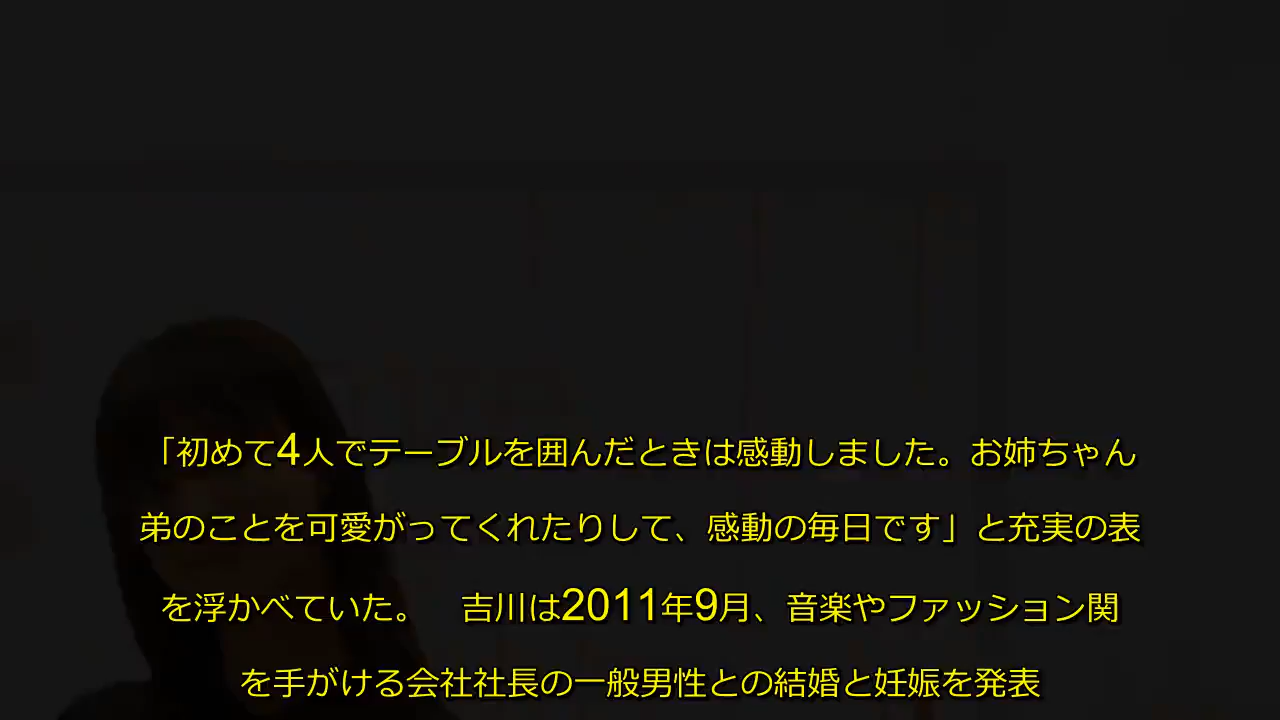 「初めて4人でテーブルを囲んだときは感動しました。お姉ちゃん
弟のことを可愛がってくれたりして、感動の毎日です」と充実の表
を浮かべていた。　吉川は2011年9月、音楽やファッション関
を手がける会社社長の一般男性との結婚と妊娠を発表